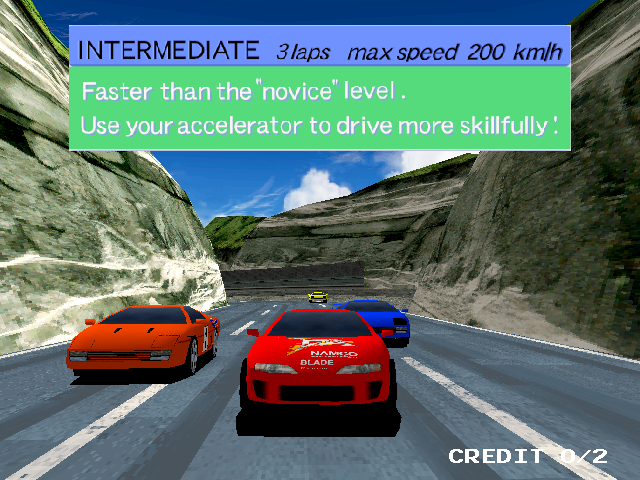 INTERMEDIATE 3 laps max speed 200 km/h
Faster than the "novice" level.
Use your accelerator to drive more skillfully!
NAMCO
BLADE
CREDIT 0/2